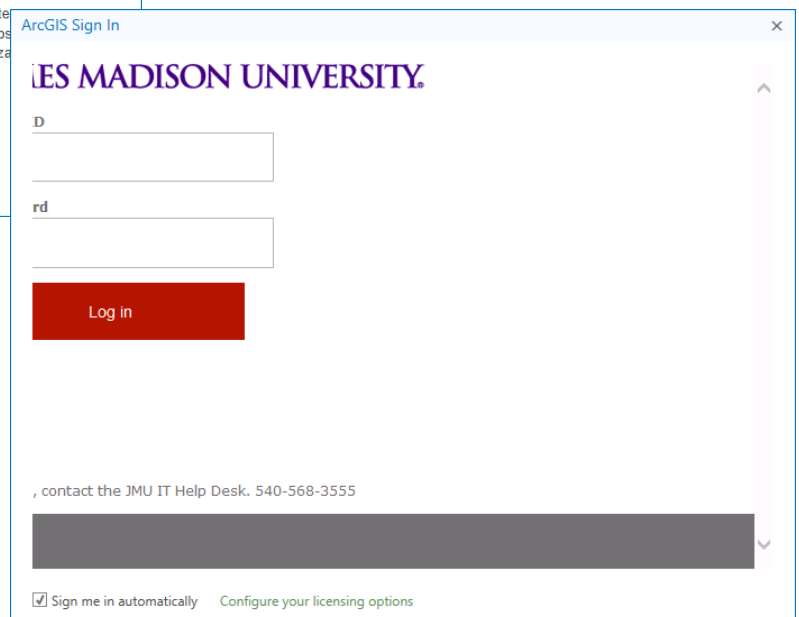 ArcGIS Sign In
ES MADISON UNIVERSITY®
D
rd
Log in
, contact the JMU IT Help Desk. 540-568-3555
Sign me in automatically Configure your licensing options